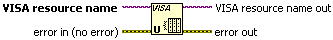 VISA resource name
VISA
VISA resource name out
error in (no error)
U
error out